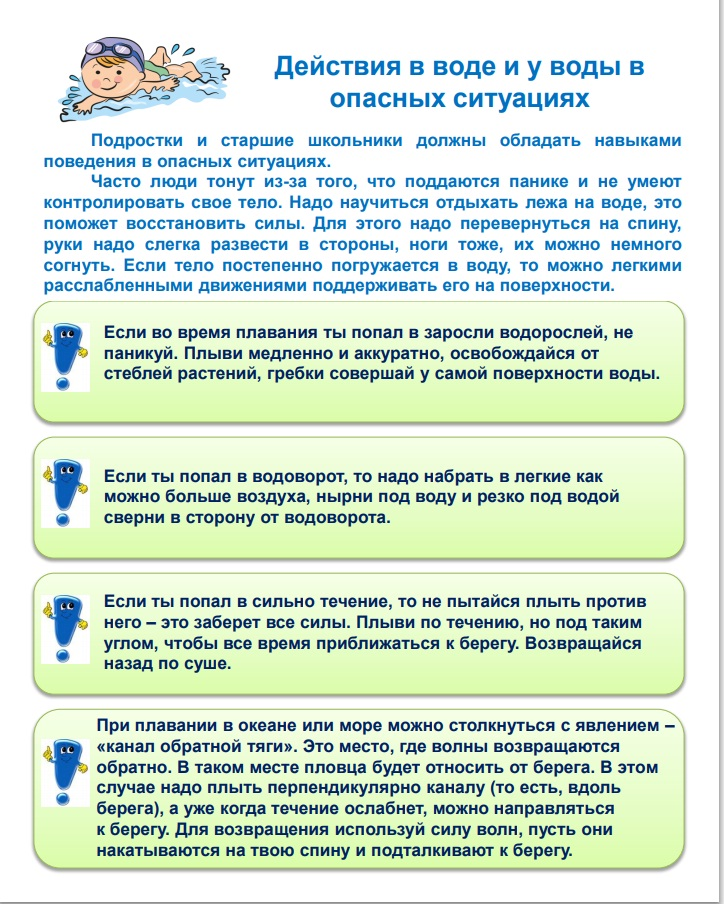 Действия в воде и у воды в
опасных ситуациях
Подростки и старшие школьники должны обладать навыками
поведения в опасных ситуациях.
Часто люди тонут из-за того, что поддаются панике и не умеют
контролировать свое тело. Надо научиться отдыхать лежа на воде, это
поможет восстановить силы. Для этого надо перевернуться на спину,
руки надо слегка развести в стороны, ноги тоже, их можно немного
согнуть. Если тело постепенно погружается в воду, то можно легкими
расслабленными движениями поддерживать его на поверхности.
Если во время плавания ты попал в заросли водорослей, не
паникуй. Плыви медленно и аккуратно, освобождайся от
стеблей растений, гребки совершай у самой поверхности воды.
Если ты попал в водоворот, то надо набрать в легкие как
можно больше воздуха, нырни под воду и резко под водой
сверни в сторону от водоворота.
Если ты попал в сильно течение, то не пытайся плыть против
него – это заберет все силы. Плыви по течению, но под таким
углом, чтобы все время приближаться к берегу. Возвращайся
назад по суше.
При плавании в океане или море можно столкнуться с явлением –
«канал обратной тяги». Это место, где волны возвращаются
обратно. В таком месте пловца будет относить от берега. В этом
случае надо плыть перпендикулярно каналу (то есть, вдоль
берега), а уже когда течение ослабнет, можно направляться
к берегу. Для возвращения используй силу волн, пусть они
накатываются на твою спину и подталкивают к берегу.